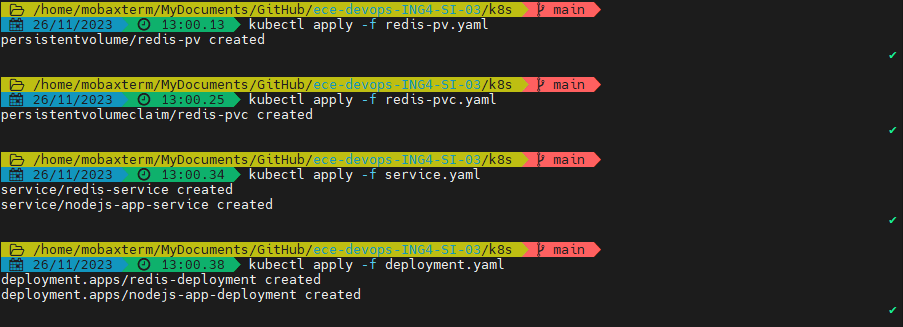 /home/mobaxterm/MyDocuments/GitHub/ece-devops-ING4-SI-03/k8s main
26/11/2023 13:00.13 kubectl apply -f redis-pv.yaml
persistentvolume/redis-pv created
✔
/home/mobaxterm/MyDocuments/GitHub/ece-devops-ING4-SI-03/k8s main
26/11/2023 13:00.25 kubectl apply -f redis-pvc.yaml
persistentvolumeclaim/redis-pvc created
✔
/home/mobaxterm/MyDocuments/GitHub/ece-devops-ING4-SI-03/k8s main
26/11/2023 13:00.34 kubectl apply -f service.yaml
service/redis-service created
service/nodejs-app-service created
✔
/home/mobaxterm/MyDocuments/GitHub/ece-devops-ING4-SI-03/k8s main
26/11/2023 13:00.38 kubectl apply -f deployment.yaml
deployment.apps/redis-deployment created
deployment.apps/nodejs-app-deployment created
✔